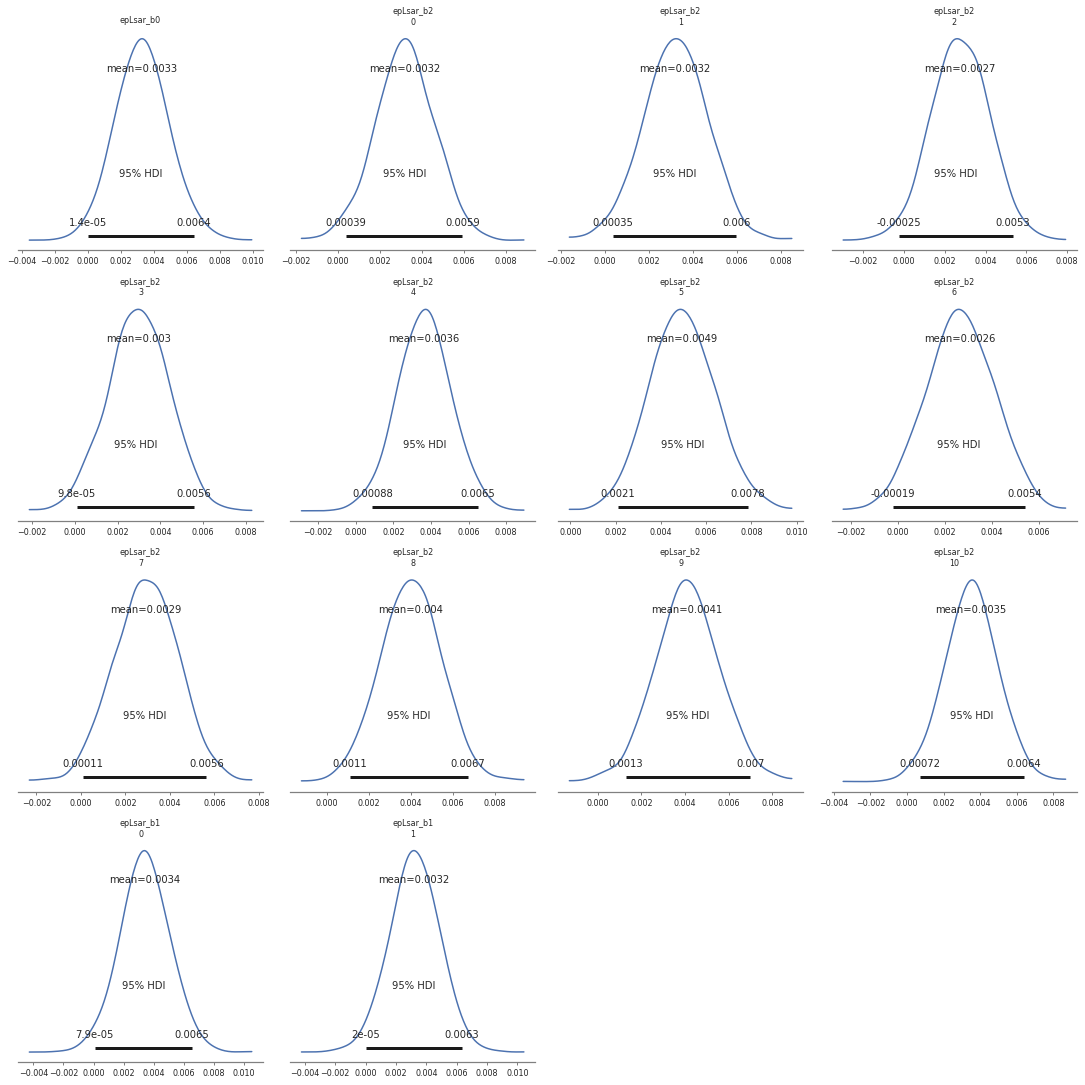 epLsar_b0
mean=0.0033
95% HDI
1.4e-05 0.0064
−0.004 −0.002 0.000 0.002 0.004 0.006 0.008 0.010
epLsar_b2
0
mean=0.0032
95% HDI
0.00039 0.0059
−0.002 0.000 0.002 0.004 0.006 0.008
epLsar_b2
1
mean=0.0032
95% HDI
0.00035 0.006
−0.002 0.000 0.002 0.004 0.006 0.008
epLsar_b2
2
mean=0.0027
95% HDI
-0.00025 0.0053
−0.002 0.000 0.002 0.004 0.006 0.008
epLsar_b2
3
mean=0.003
95% HDI
9.8e-05 0.0056
−0.002 0.000 0.002 0.004 0.006 0.008
epLsar_b2
4
mean=0.0036
95% HDI
0.00088 0.0065
−0.002 0.000 0.002 0.004 0.006 0.008
epLsar_b2
5
mean=0.0049
95% HDI
0.0021 0.0078
0.000 0.002 0.004 0.006 0.008 0.010
epLsar_b2
6
mean=0.0026
95% HDI
-0.00019 0.0054
−0.002 0.000 0.002 0.004 0.006
epLsar_b2
7
mean=0.0029
95% HDI
0.00011 0.0056
−0.002 0.000 0.002 0.004 0.006 0.008
epLsar_b2
8
mean=0.004
95% HDI
0.0011 0.0067
0.000 0.002 0.004 0.006 0.008
epLsar_b2
9
mean=0.0041
95% HDI
0.0013 0.007
0.000 0.002 0.004 0.006 0.008
epLsar_b2
10
mean=0.0035
95% HDI
0.00072 0.0064
−0.004 −0.002 0.000 0.002 0.004 0.006 0.008
epLsar_b1
0
mean=0.0034
95% HDI
7.9e-05 0.0065
−0.004 −0.002 0.000 0.002 0.004 0.006 0.008 0.010
epLsar_b1
1
mean=0.0032
95% HDI
2e-05 0.0063
−0.004 −0.002 0.000 0.002 0.004 0.006 0.008 0.010